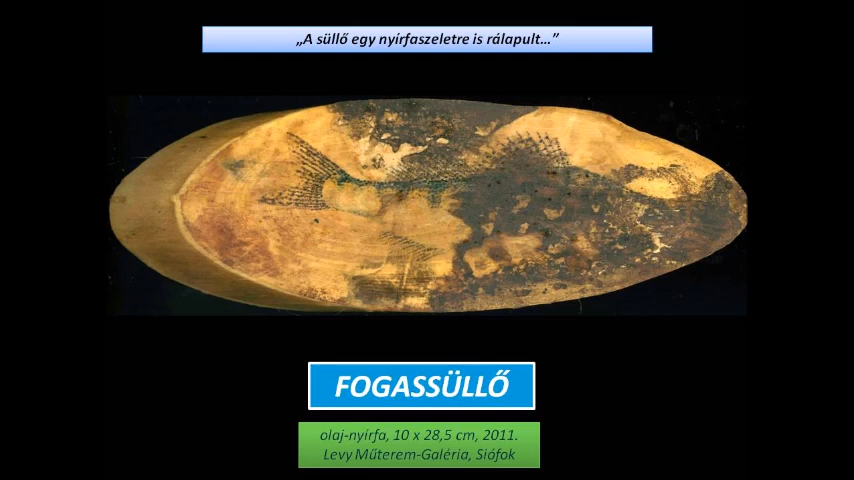 „A süllő egy nyírfaszeletre is rálapult...”
FOGASSÜLLŐ
olaj-nyírfa, 10 x 28,5 cm, 2011.
Levy Műterem-Galéria, Siófok